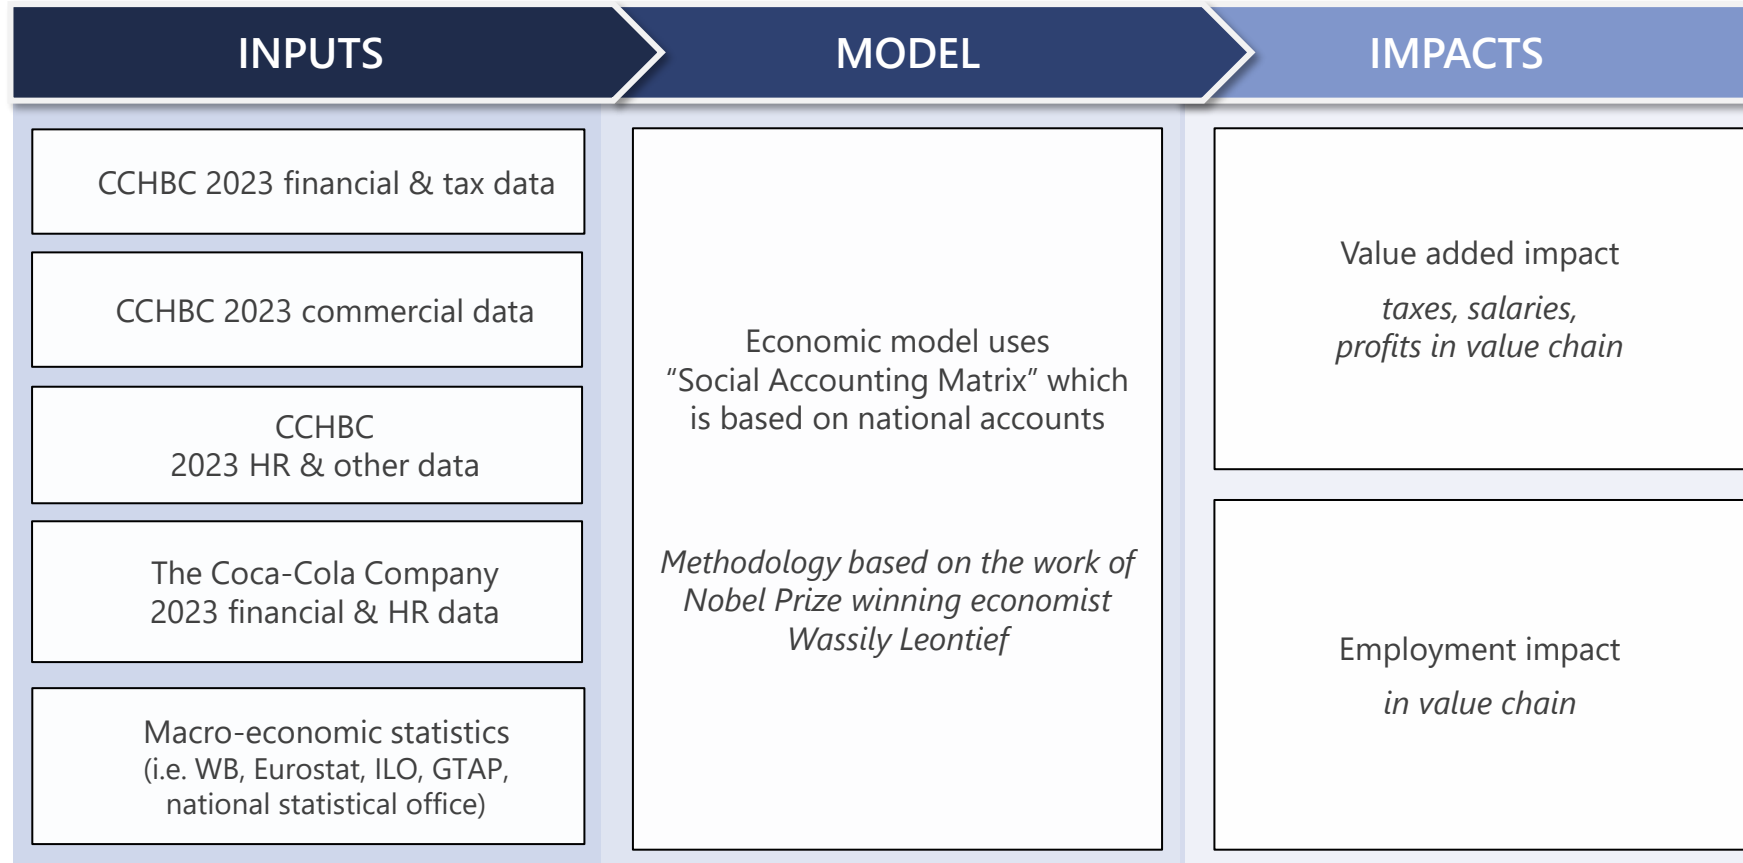 INPUTS
MODEL
IMPACTS
CCHBC 2023 financial & tax data
CCHBC 2023 commercial data
CCHBC
2023 HR & other data
The Coca-Cola Company
2023 financial & HR data
Macro-economic statistics
(i.e. WB, Eurostat, ILO, GTAP,
national statistical office)
Economic model uses
“Social Accounting Matrix” which
is based on national accounts
Methodology based on the work of
Nobel Prize winning economist
Wassily Leontief
Value added impact
taxes, salaries,
profits in value chain
Employment impact
in value chain